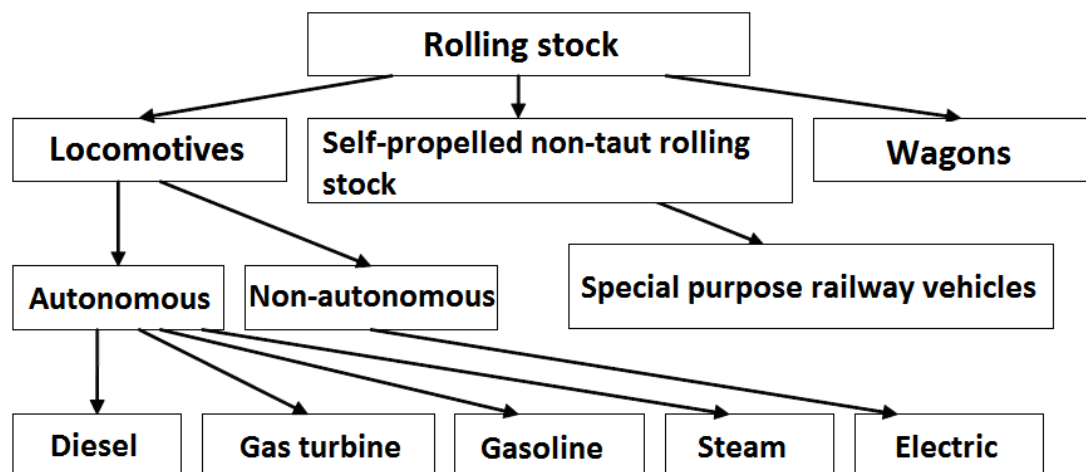 Rolling stock
Locomotives
Self-propelled non-taut rolling
stock
Wagons
Autonomous
Non-autonomous
Special purpose railway vehicles
Diesel
Gas turbine
Gasoline
Steam
Electric